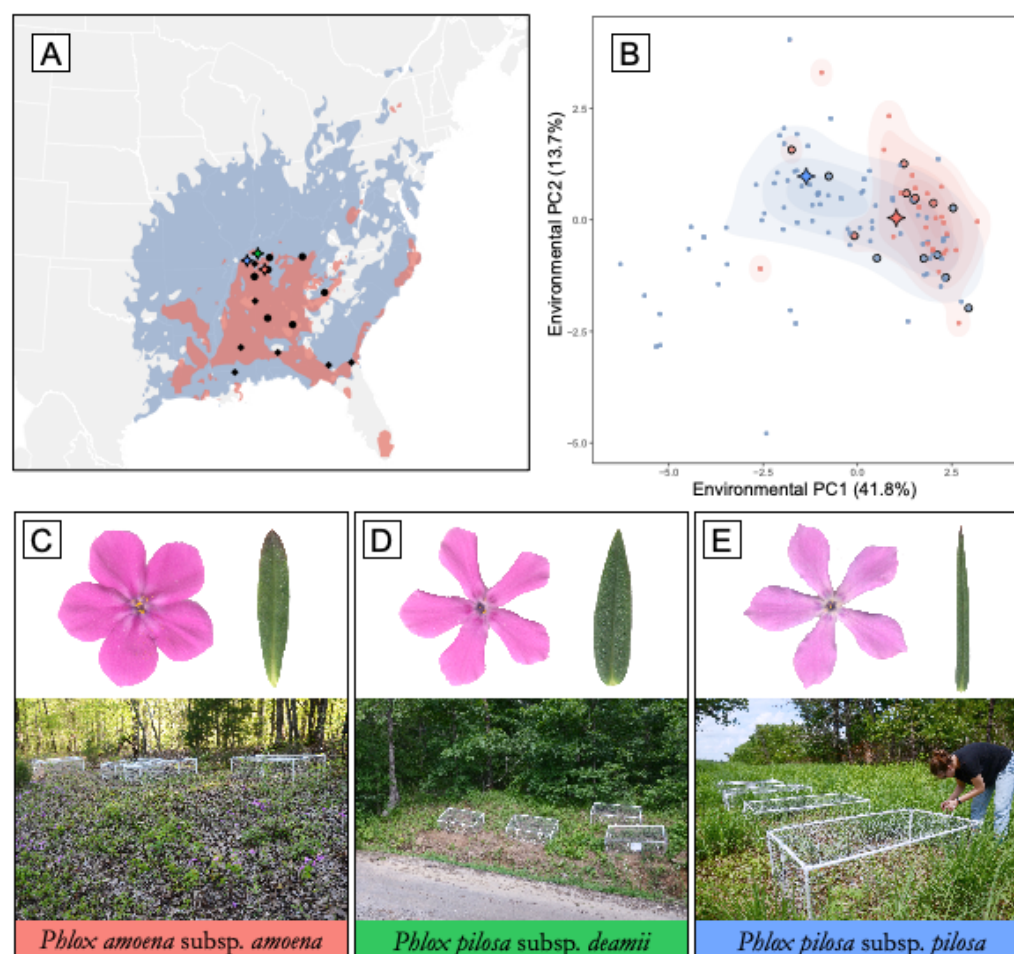 A
B
2.5
0.0
-2.5
-5.0
Environmental PC2 (13.7%)
-5.0
-2.5
0.0
2.5
Environmental PC1 (41.8%)
C
D
E
Phlox amoena subsp. amoena
Phlox pilosa subsp. deamii
Phlox pilosa subsp. pilosa